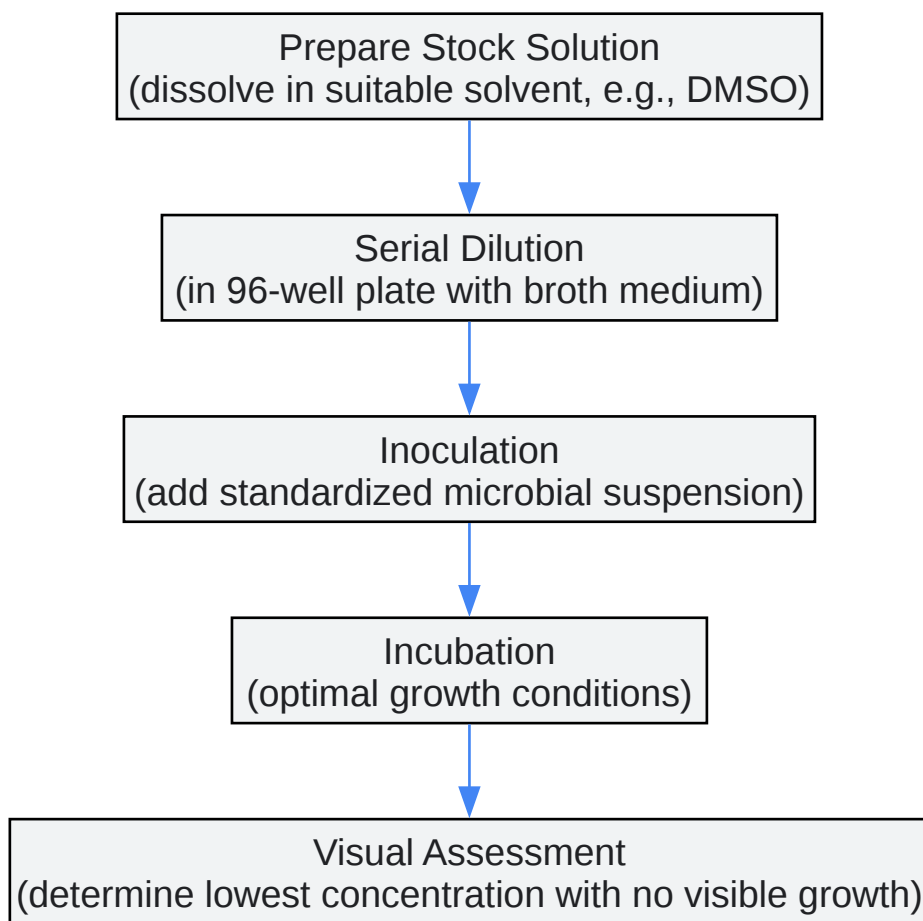 Prepare Stock Solution
(dissolve in suitable solvent, e.g., DMSO)
Serial Dilution
(in 96-well plate with broth medium)
Inoculation
(add standardized microbial suspension)
Incubation
(optimal growth conditions)
Visual Assessment
(determine lowest concentration with no visible growth)